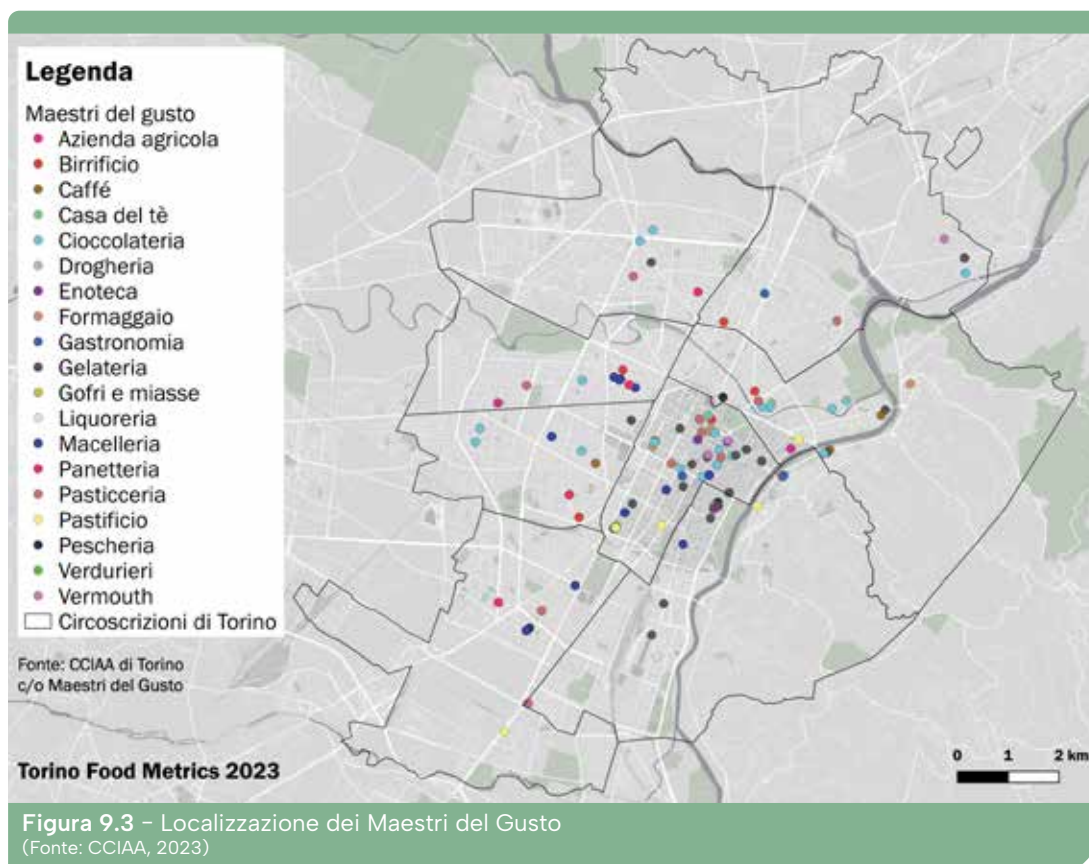 Legenda
Maestri del gusto
Azienda agricola
Birrificio
Caffé
Casa del tè
Cioccolateria
Drogheria
Enoteca
Formaggaio
Gastronomia
Gelateria
Gofri e miasse
Liquoreria
Macelleria
Panetteria
Pasticceria
Pastificio
Pescheria
Verdurieri
Vermouth
Circoscrizioni di Torino
Fonte: CCIAA di Torino
c/o Maestri del Gusto
Torino Food Metrics 2023
0 1 2 km
Figura 9.3 – Localizzazione dei Maestri del Gusto
(Fonte: CCIAA, 2023)